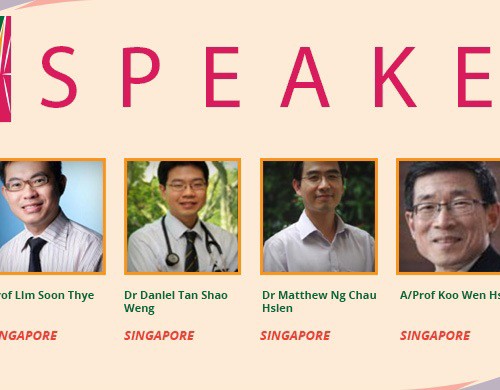 SPEAKE
of Lim Soon Thye
Dr Daniel Tan Shao
Weng
Dr Matthew Ng Chau
Hsien
A/Prof Koo Wen Hs
NGAPORE
SINGAPORE
SINGAPORE
SINGAPORE